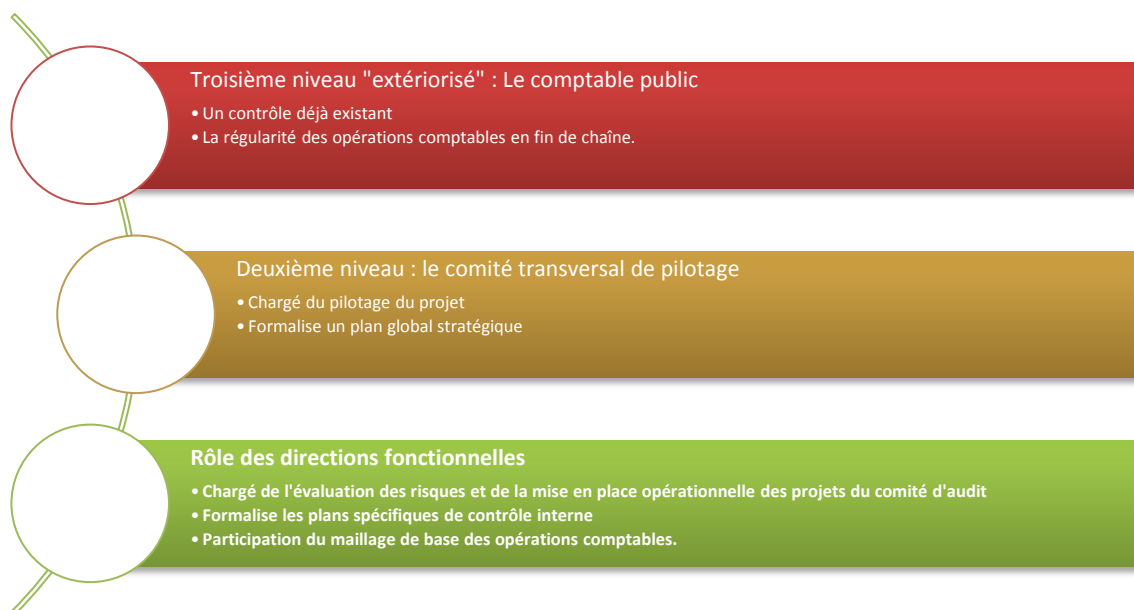 Troisième niveau "extériorisé" : Le comptable public
• Un contrôle déjà existant
• La régularité des opérations comptables en fin de chaîne.
Deuxième niveau : le comité transversal de pilotage
• Chargé du pilotage du projet
• Formalise un plan global stratégique
Rôle des directions fonctionnelles
• Chargé de l'évaluation des risques et de la mise en place opérationnelle des projets du comité d'audit
• Formalise les plans spécifiques de contrôle interne
• Participation du maillage de base des opérations comptables.